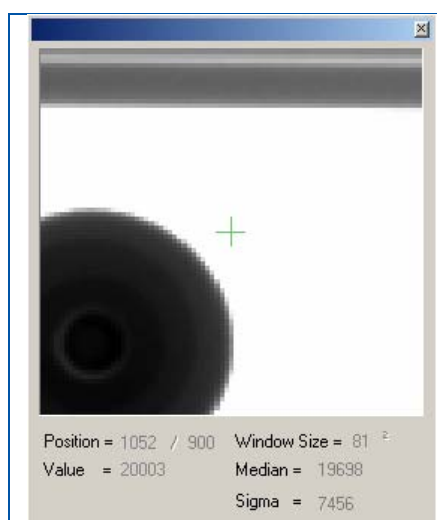 Position = 1052 / 900 Window Size = 81 ²
Value = 20003 Median = 19698
Sigma = 7456